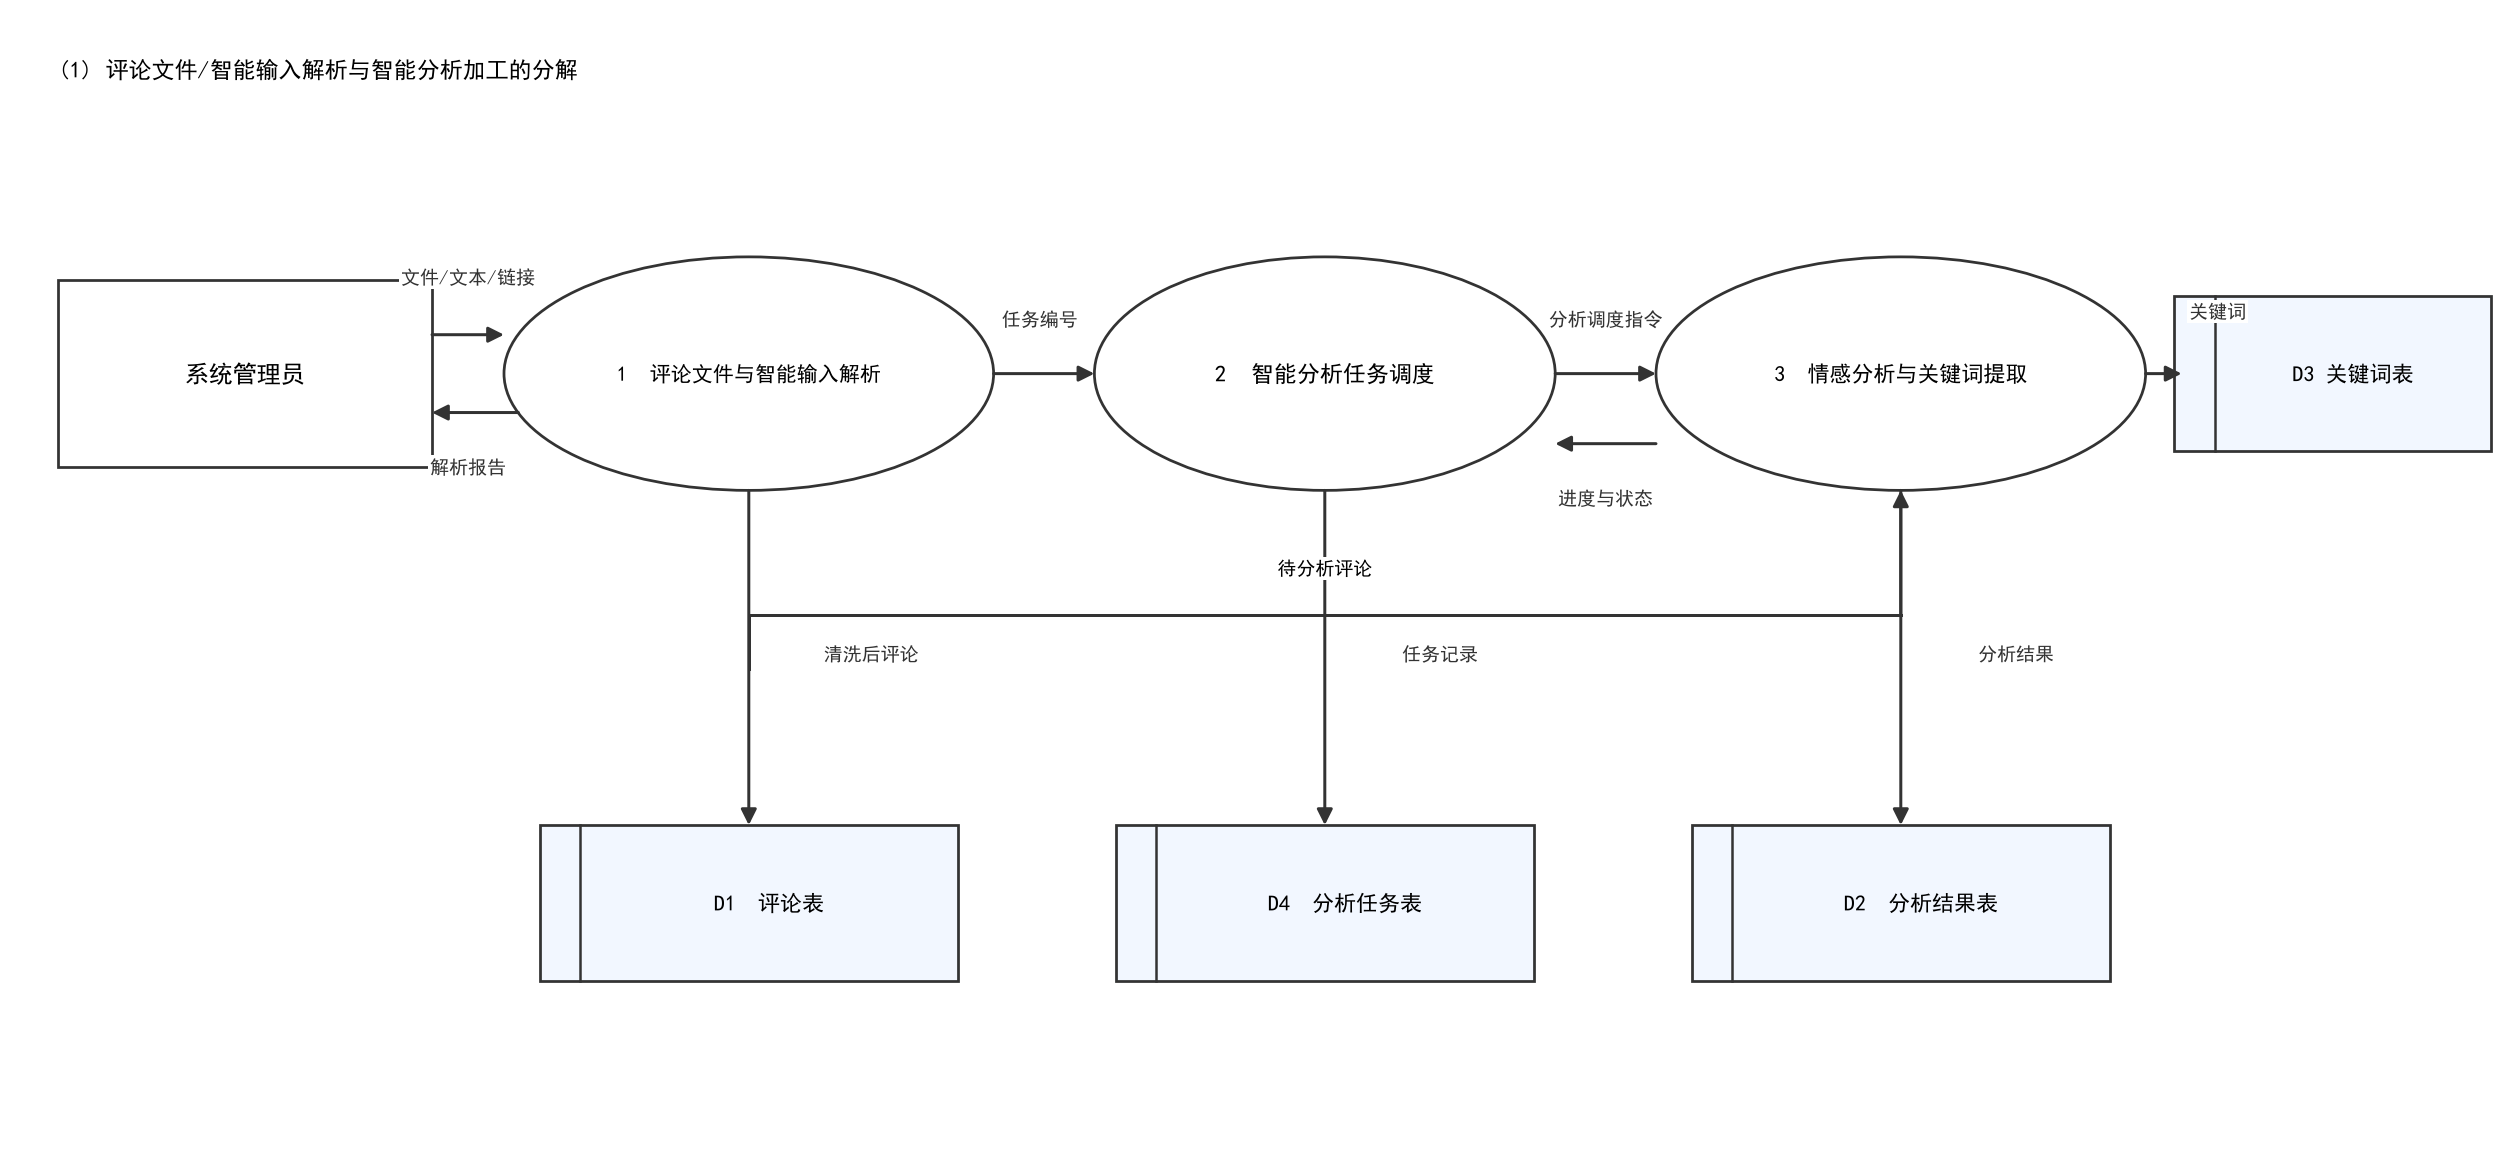 (1) 评论文件/智能输入解析与智能分析加工的分解
文件/文本/链接
系统管理员
解析报告
1 评论文件与智能输入解析
任务编号
2 智能分析任务调度
分析调度指令
进度与状态
3 情感分析与关键词提取
关键词
D3 关键词表
待分析评论
清洗后评论
任务记录
分析结果
D1 评论表
D4 分析任务表
D2 分析结果表